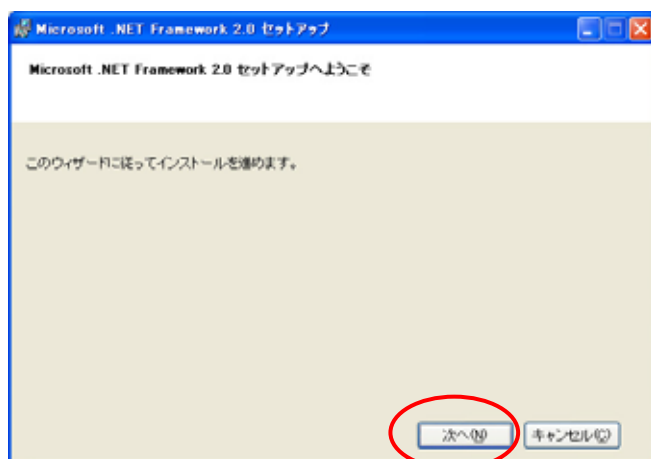 Microsoft .NET Framework 2.0 セットアップ
Microsoft .NET Framework 2.0 セットアップへようこそ
このウィザードに従ってインストールを進めます。
次へ(N)
キャンセル(C)